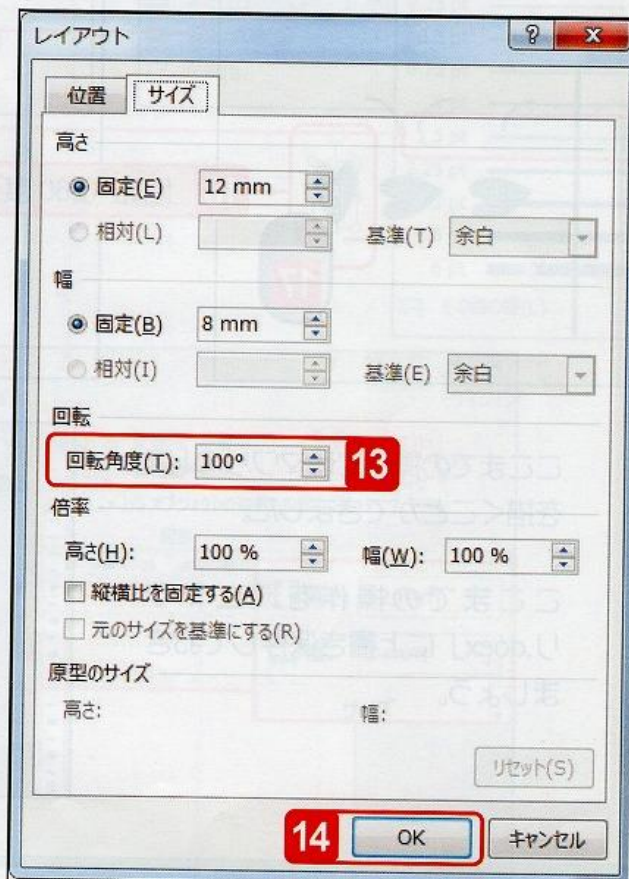 レイアウト
位置 サイズ
高さ
固定(E) 12 mm
相対(L) 基準(T) 余白
幅
固定(B) 8 mm
相対(I) 基準(E) 余白
回転
回転角度(T): 100° 13
倍率
高さ(H): 100 % 幅(W): 100 %
縦横比を固定する(A)
元のサイズを基準にする(R)
原型のサイズ
高さ: 幅:
リセット(S)
14 OK キャンセル